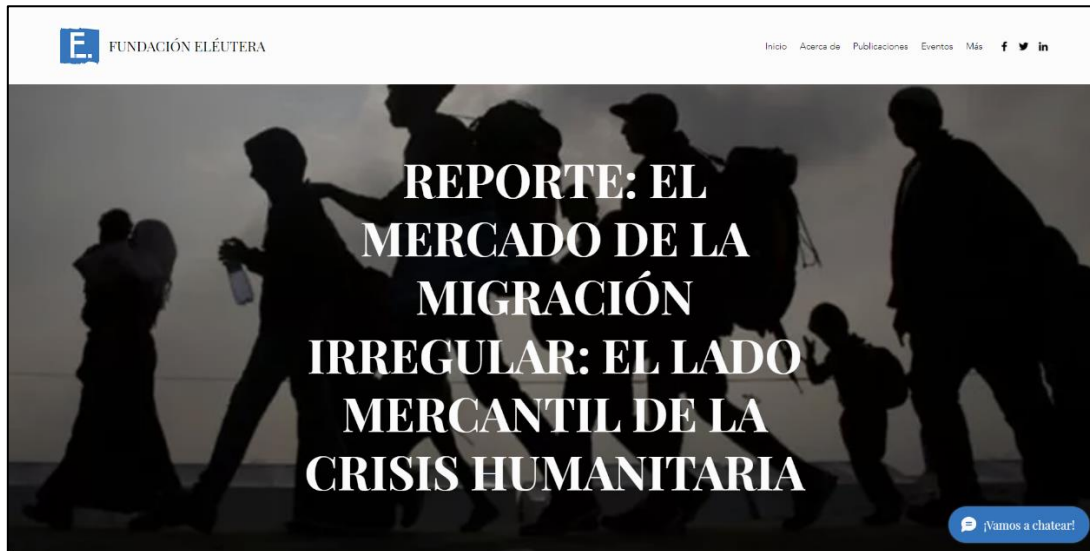 E.
FUNDACIÓN ELÉUTERA
Inicio Acerca de Publicaciones Eventos Más f in
REPORTE: EL
MERCADO DE LA
MIGRACIÓN
IRREGULAR: EL LADO
MERCANTIL DE LA
CRISIS HUMANITARIA
¡Vamos a chatear!